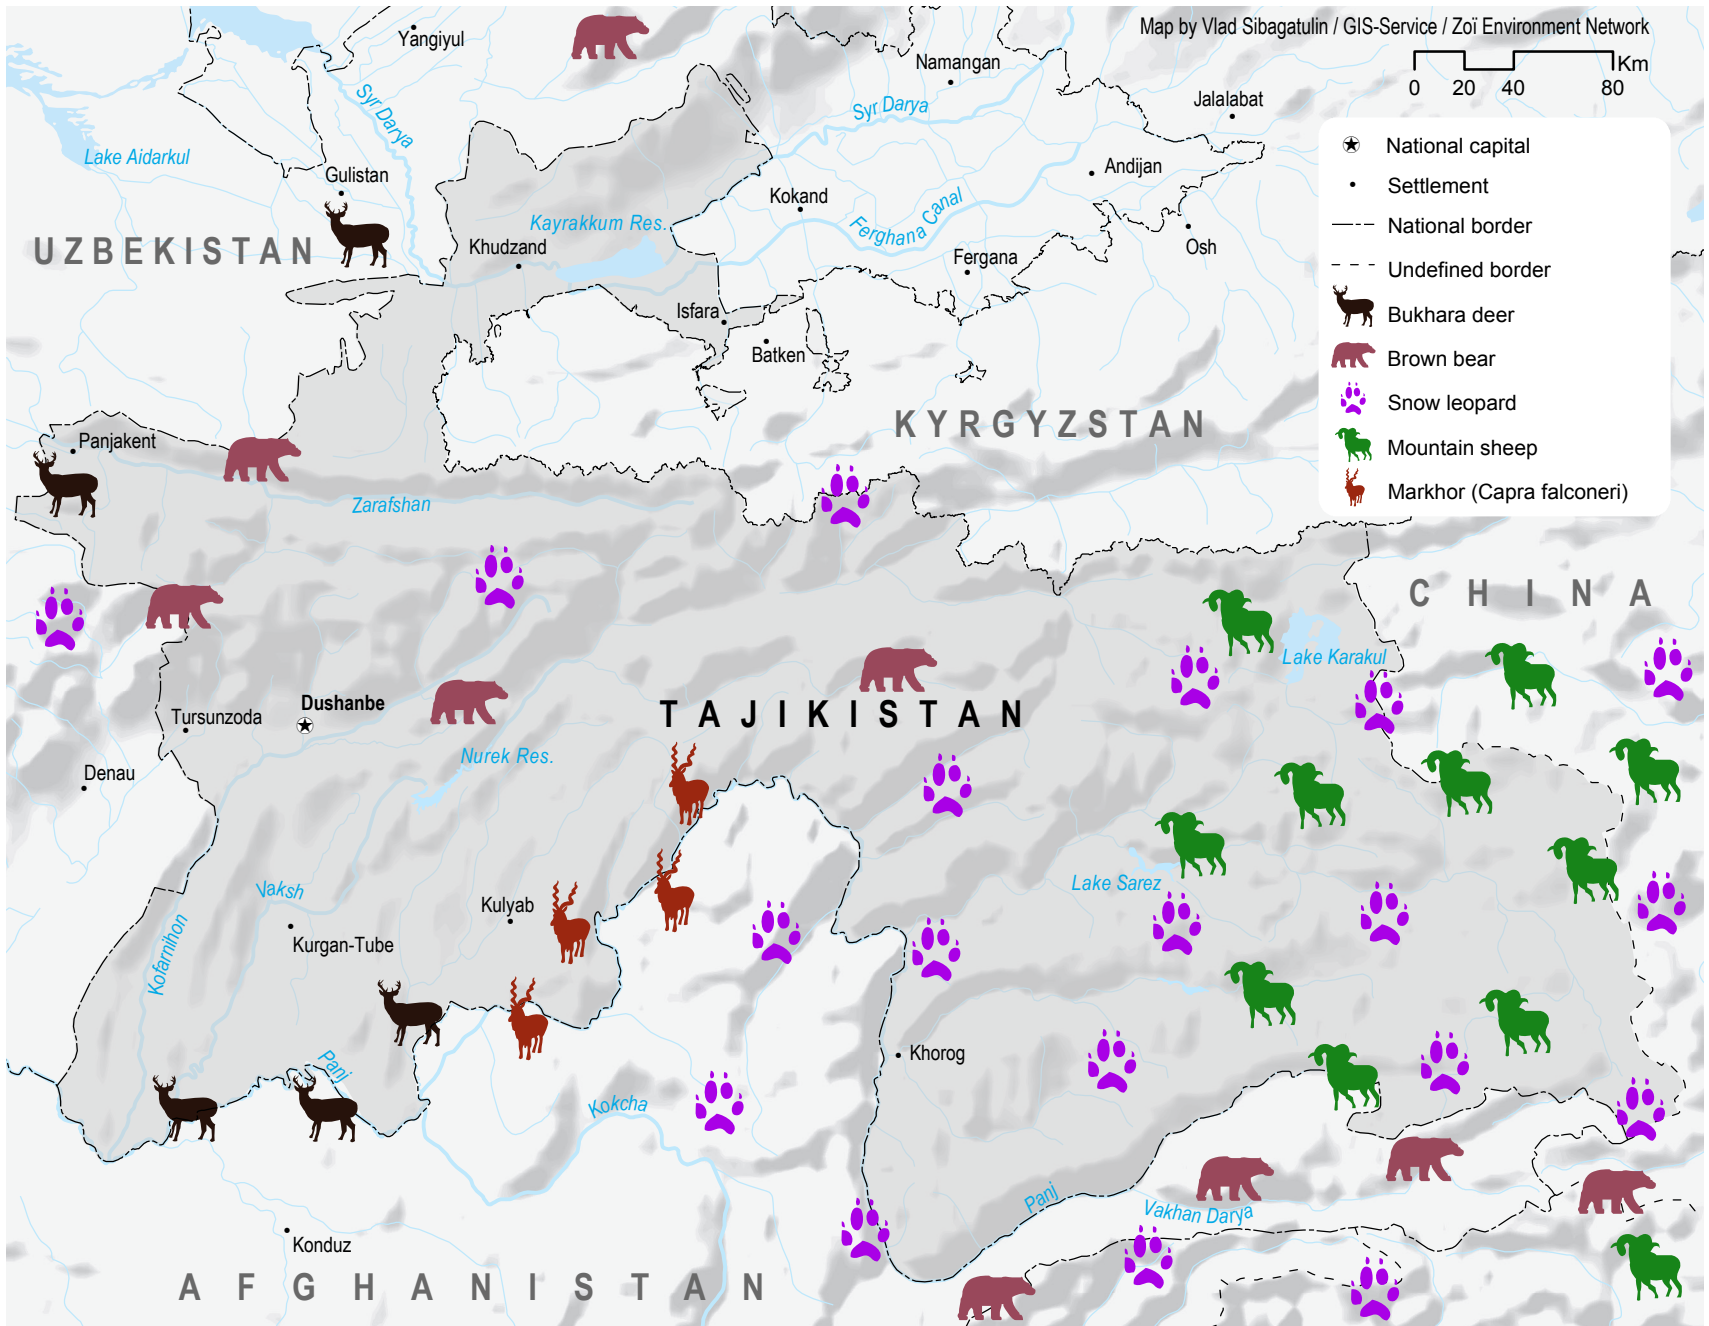 Map by Vlad Sibagatulin / GIS-Service / Zoï Environment Network
Km
0 20 40 80
National capital
Settlement
National border
Undefined border
Bukhara deer
Brown bear
Snow leopard
Mountain sheep
Markhor (Capra falconeri)
Yangiyul
Syr Darya
Namangan
Syr Darya
Jalalabat
Lake Aidarkul
Gulistan
Andijan
Kokand
Ferghana Canal
Kayrakkum Res.
UZBEKISTAN
Khudzand
Osh
Fergana
Isfara
Batken
KYRGYZSTAN
Panjakent
Zarafshan
CHINA
Lake Karakul
Dushanbe
TAJIKISTAN
Tursunzoda
Nurek Res.
Denau
Vaksh
Lake Sarez
Kulyab
Kurgan-Tube
Kofarnihon
Khorog
Panj
Kokcha
Panj
Vakhan Darya
Konduz
AFGHANISTAN